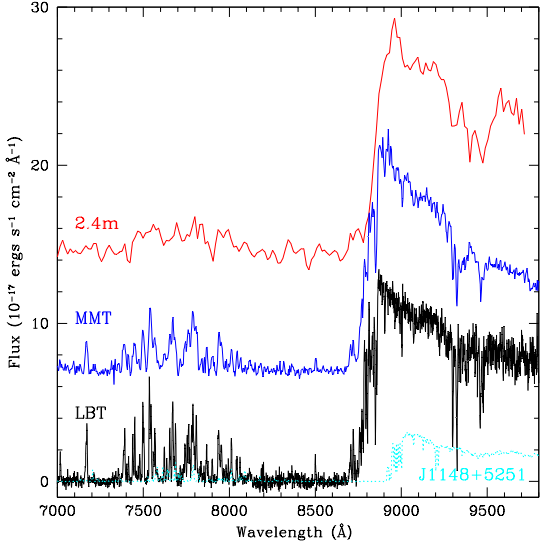 30
20
10
0
Flux (10⁻¹⁷ ergs s⁻¹ cm⁻² Å⁻¹)
2.4m
MMT
LBT
J1148+5251
7000 7500 8000 8500 9000 9500
Wavelength (Å)